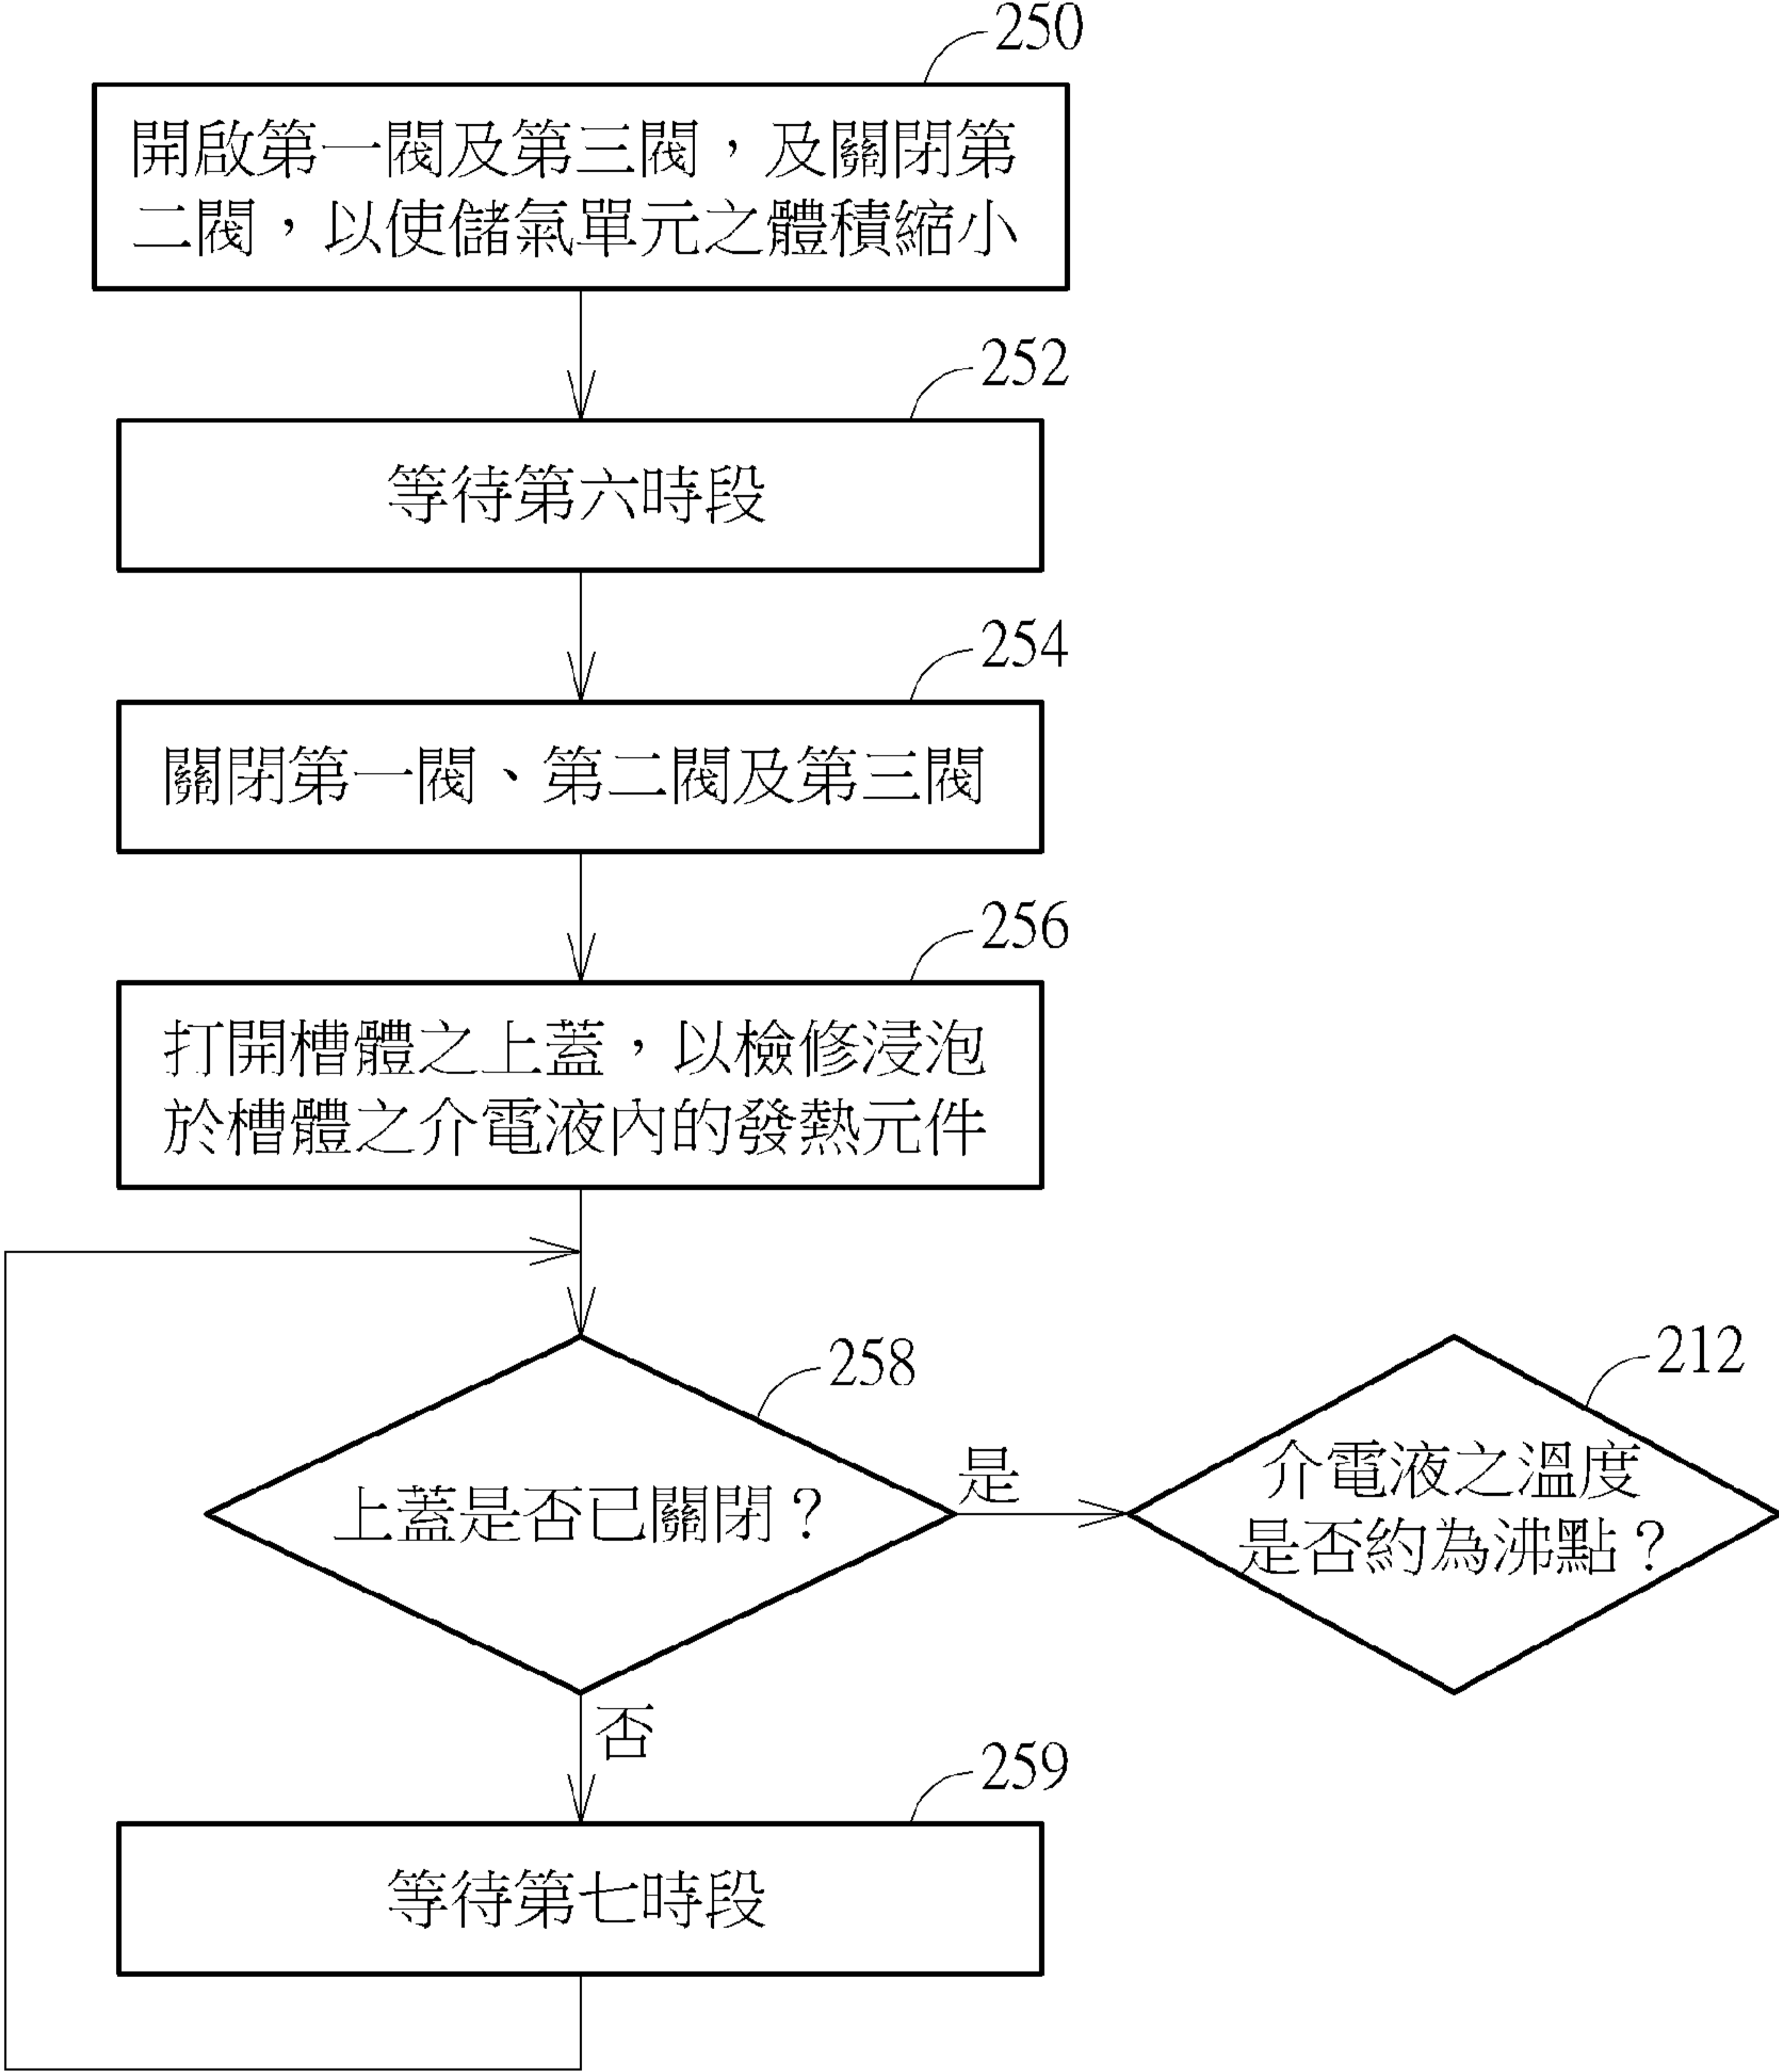 250
開啟第一閥及第三閥，及關閉第
二閥，以使儲氣單元之體積縮小
252
等待第六時段
254
關閉第一閥、第二閥及第三閥
256
打開槽體之上蓋，以檢修浸泡
於槽體之介電液內的發熱元件
258
上蓋是否已關閉？
是
212
介電液之溫度
是否約為沸點？
否
259
等待第七時段